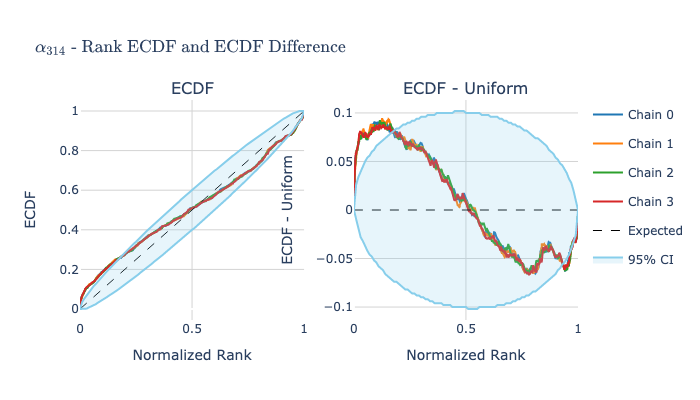 α₃₁₄ - Rank ECDF and ECDF Difference
ECDF
ECDF
1
0.8
0.6
0.4
0.2
0
0
0.5
1
Normalized Rank
ECDF - Uniform
ECDF - Uniform
0.1
0.05
0
−0.05
−0.1
0
0.5
1
Normalized Rank
Chain 0
Chain 1
Chain 2
Chain 3
Expected
95% CI